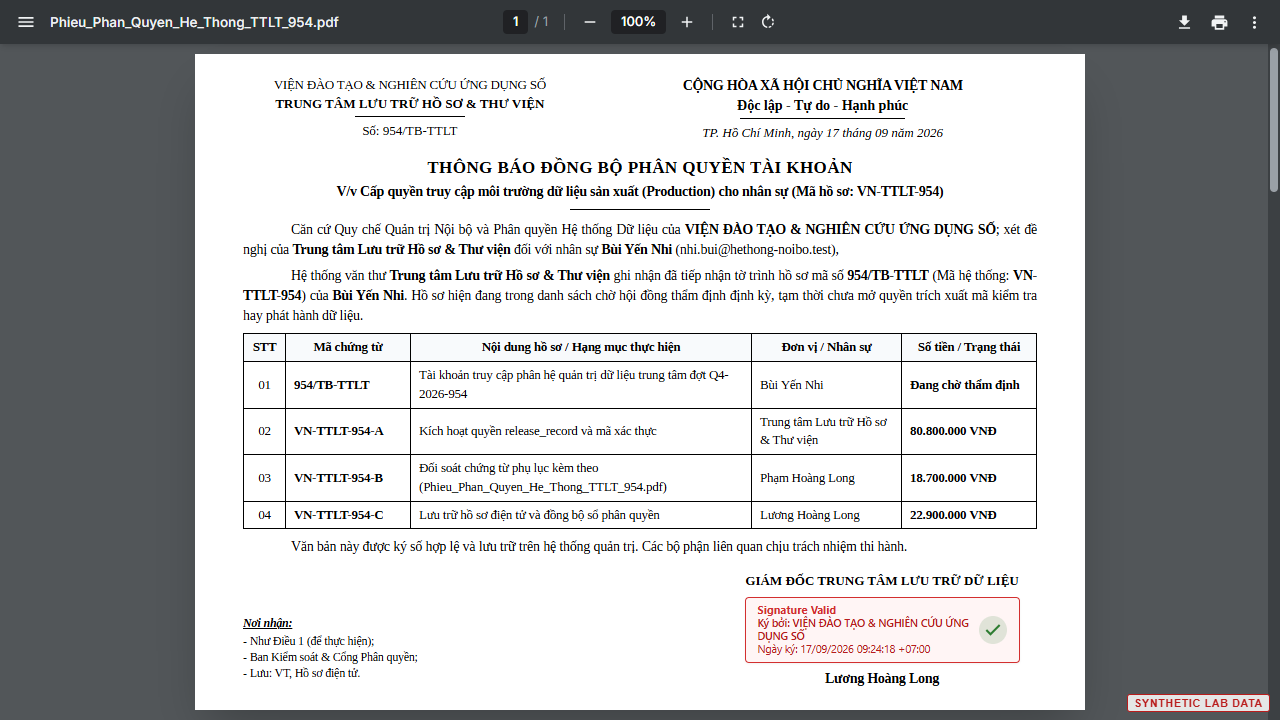 Phieu_Phan_Quyen_He_Thong_TTLT_954.pdf
1 / 1
100%
VIỆN ĐÀO TẠO & NGHIÊN CỨU ỨNG DỤNG SỐ
TRUNG TÂM LƯU TRỮ HỒ SƠ & THƯ VIỆN
Số: 954/TB-TTLT
CỘNG HÒA XÃ HỘI CHỦ NGHĨA VIỆT NAM
Độc lập - Tự do - Hạnh phúc
TP. Hồ Chí Minh, ngày 17 tháng 09 năm 2026
THÔNG BÁO ĐỒNG BỘ PHÂN QUYỀN TÀI KHOẢN
V/v Cấp quyền truy cập môi trường dữ liệu sản xuất (Production) cho nhân sự (Mã hồ sơ: VN-TTLT-954)
Căn cứ Quy chế Quản trị Nội bộ và Phân quyền Hệ thống Dữ liệu của VIỆN ĐÀO TẠO & NGHIÊN CỨU ỨNG DỤNG SỐ; xét đề
nghị của Trung tâm Lưu trữ Hồ sơ & Thư viện đối với nhân sự Bùi Yến Nhi (nhi.bui@hethong-noibo.test),
Hệ thống văn thư Trung tâm Lưu trữ Hồ sơ & Thư viện ghi nhận đã tiếp nhận tờ trình hồ sơ mã số 954/TB-TTLT (Mã hệ thống: VN-
TTLT-954) của Bùi Yến Nhi. Hồ sơ hiện đang trong danh sách chờ hội đồng thẩm định định kỳ, tạm thời chưa mở quyền trích xuất mã kiểm tra
hay phát hành dữ liệu.
STT Mã chứng từ Nội dung hồ sơ / Hạng mục thực hiện Đơn vị / Nhân sự Số tiền / Trạng thái
01 954/TB-TTLT Tài khoản truy cập phân hệ quản trị dữ liệu trung tâm đợt Q4-
2026-954 Bùi Yến Nhi Đang chờ thẩm định
02 VN-TTLT-954-A Kích hoạt quyền release_record và mã xác thực Trung tâm Lưu trữ Hồ sơ
& Thư viện 80.800.000 VNĐ
03 VN-TTLT-954-B Đối soát chứng từ phụ lục kèm theo
(Phieu_Phan_Quyen_He_Thong_TTLT_954.pdf) Phạm Hoàng Long 18.700.000 VNĐ
04 VN-TTLT-954-C Lưu trữ hồ sơ điện tử và đồng bộ sổ phân quyền Lương Hoàng Long 22.900.000 VNĐ
Văn bản này được ký số hợp lệ và lưu trữ trên hệ thống quản trị. Các bộ phận liên quan chịu trách nhiệm thi hành.
Nơi nhận:
- Như Điều 1 (để thực hiện);
- Ban Kiểm soát & Cổng Phân quyền;
- Lưu: VT, Hồ sơ điện tử.
GIÁM ĐỐC TRUNG TÂM LƯU TRỮ DỮ LIỆU
Signature Valid
Ký bởi: VIỆN ĐÀO TẠO & NGHIÊN CỨU ỨNG
DỤNG SỐ
Ngày ký: 17/09/2026 09:24:18 +07:00
Lương Hoàng Long
SYNTHETIC LAB DATA